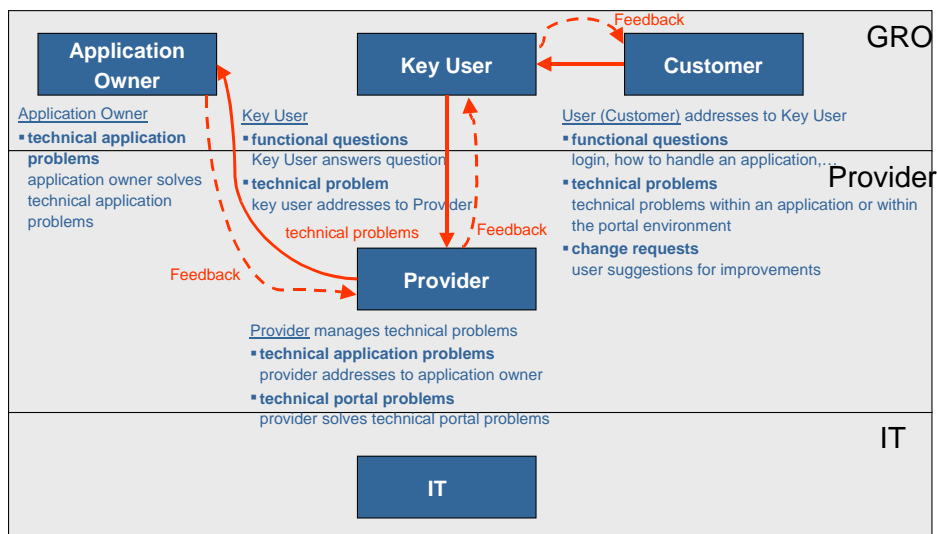 Feedback
GRO
Application
Owner
Key User
Customer
Application Owner
▪ technical application
problems
application owner solves
technical application
problems
Key User
▪ functional questions
Key User answers question
▪ technical problem
key user addresses to Provider
User (Customer) addresses to Key User
▪ functional questions
login, how to handle an application,…
▪ technical problems
technical problems within an application or within
the portal environment
▪ change requests
user suggestions for improvements
Provider
technical problems
Feedback
Feedback
Provider
Provider manages technical problems
▪ technical application problems
provider addresses to application owner
▪ technical portal problems
provider solves technical portal problems
IT
IT